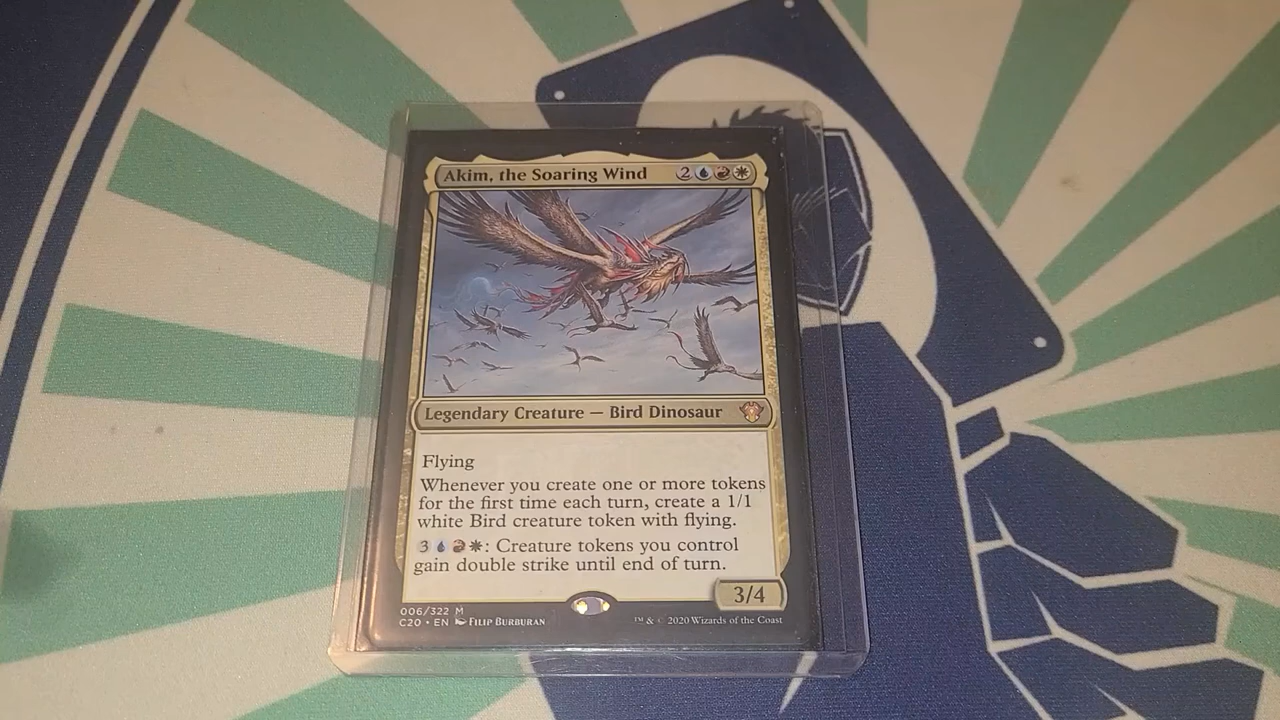 Akim, the Soaring Wind 2
Legendary Creature — Bird Dinosaur
Flying
Whenever you create one or more tokens
for the first time each turn, create a 1/1
white Bird creature token with flying.
3 : Creature tokens you control
gain double strike until end of turn.
3/4
006/322 M
C20 • EN Filip Burburan
™ & © 2020 Wizards of the Coast